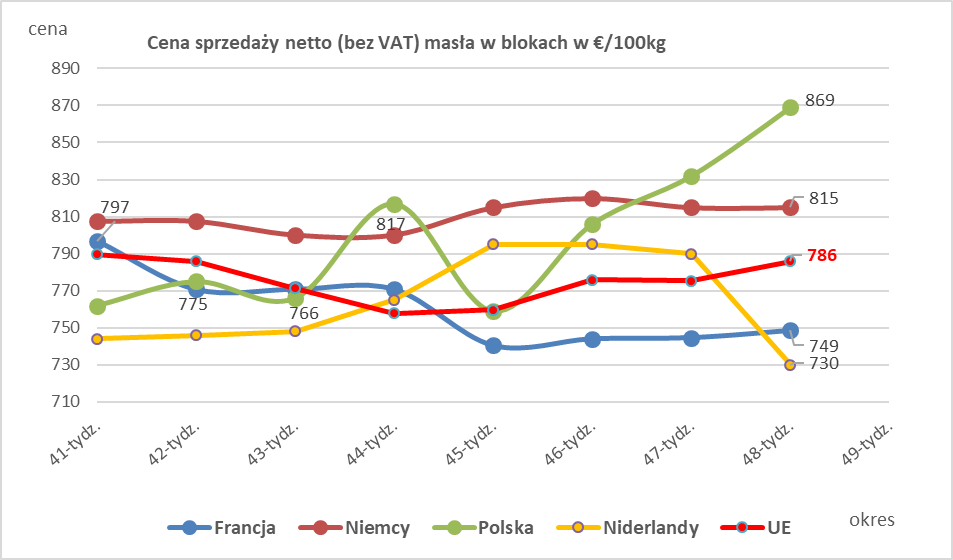 cena
Cena sprzedaży netto (bez VAT) masła w blokach w €/100kg
890
870
850
830
810
790
770
750
730
710
797
775
766
817
869
815
786
749
730
41-tydz.
42-tydz.
43-tydz.
44-tydz.
45-tydz.
46-tydz.
47-tydz.
48-tydz.
49-tydz.
okres
Francja Niemcy Polska Niderlandy UE